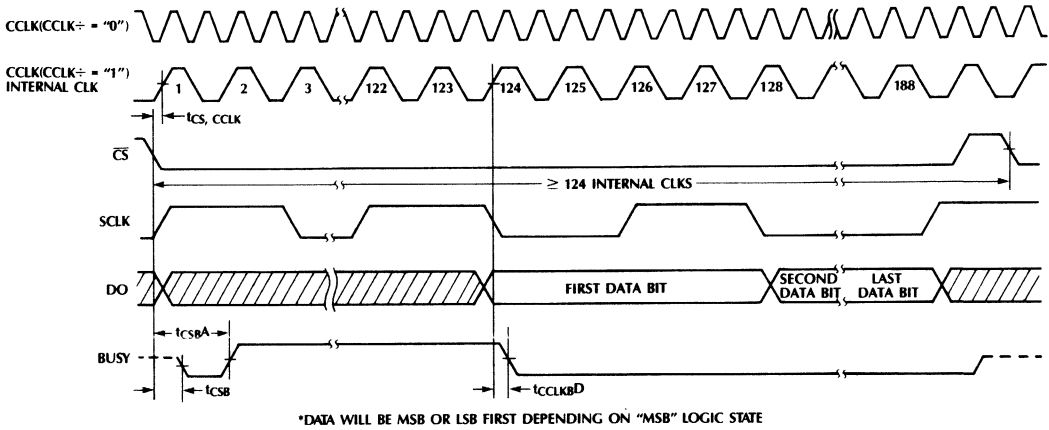 CCLK(CCLK÷ = “0”)
CCLK(CCLK÷ = “1”)
INTERNAL CLK
1 2 3 122 123 124 125 126 127 128 188
tCS, CCLK
CS
≥ 124 INTERNAL CLKS
SCLK
DO
FIRST DATA BIT
SECOND DATA BIT
LAST DATA BIT
tCSBA
BUSY
tCSB
tCCLKBD
*DATA WILL BE MSB OR LSB FIRST DEPENDING ON “MSB” LOGIC STATE